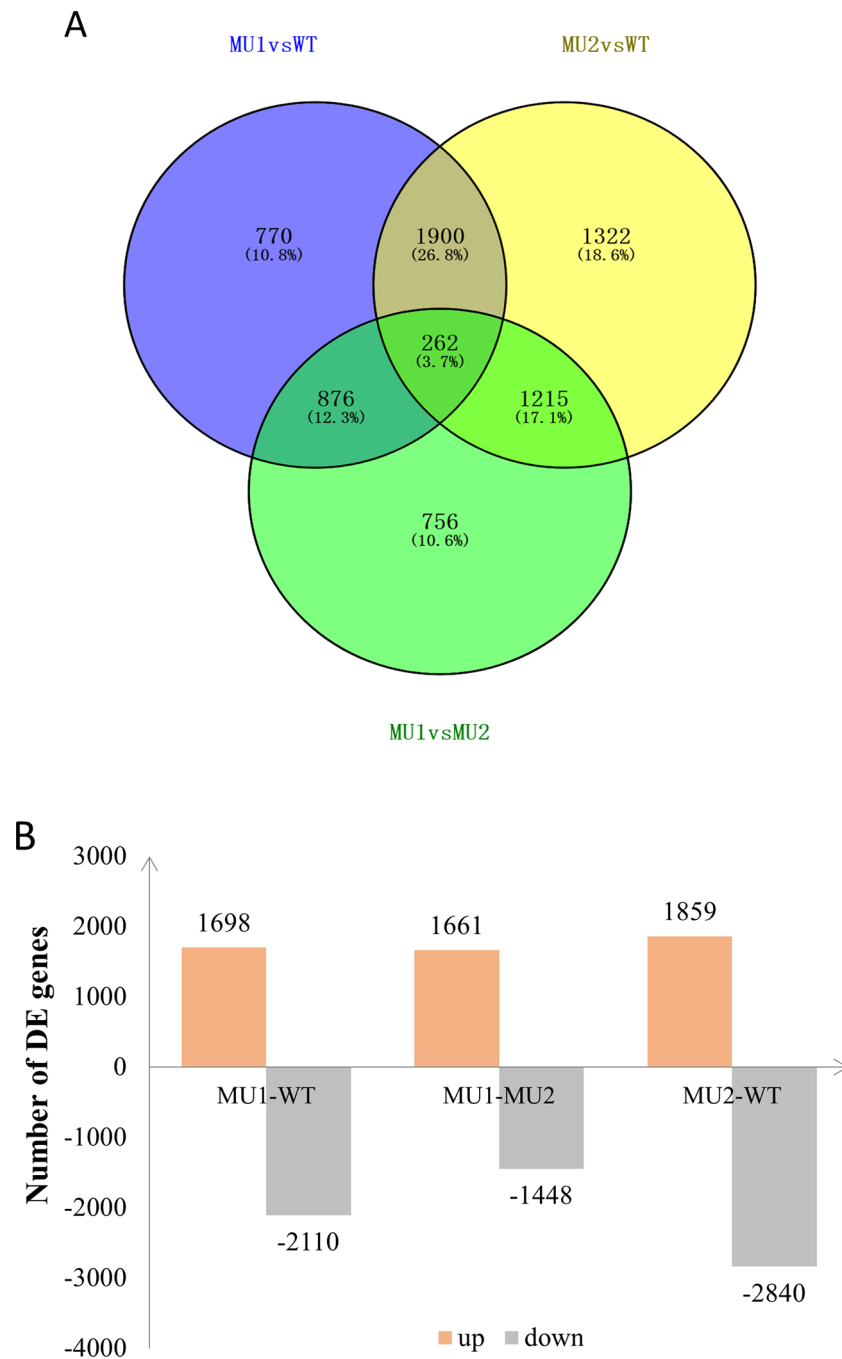 A
MU1vsWT
MU2vsWT
770
(10.8%)
1900
(26.8%)
1322
(18.6%)
262
(3.7%)
876
(12.3%)
1215
(17.1%)
756
(10.6%)
MU1vsMU2
B
Number of DE genes
3000
2000
1000
0
-1000
-2000
-3000
-4000
1698
1661
1859
MU1-WT
MU1-MU2
MU2-WT
-2110
-1448
-2840
up
down